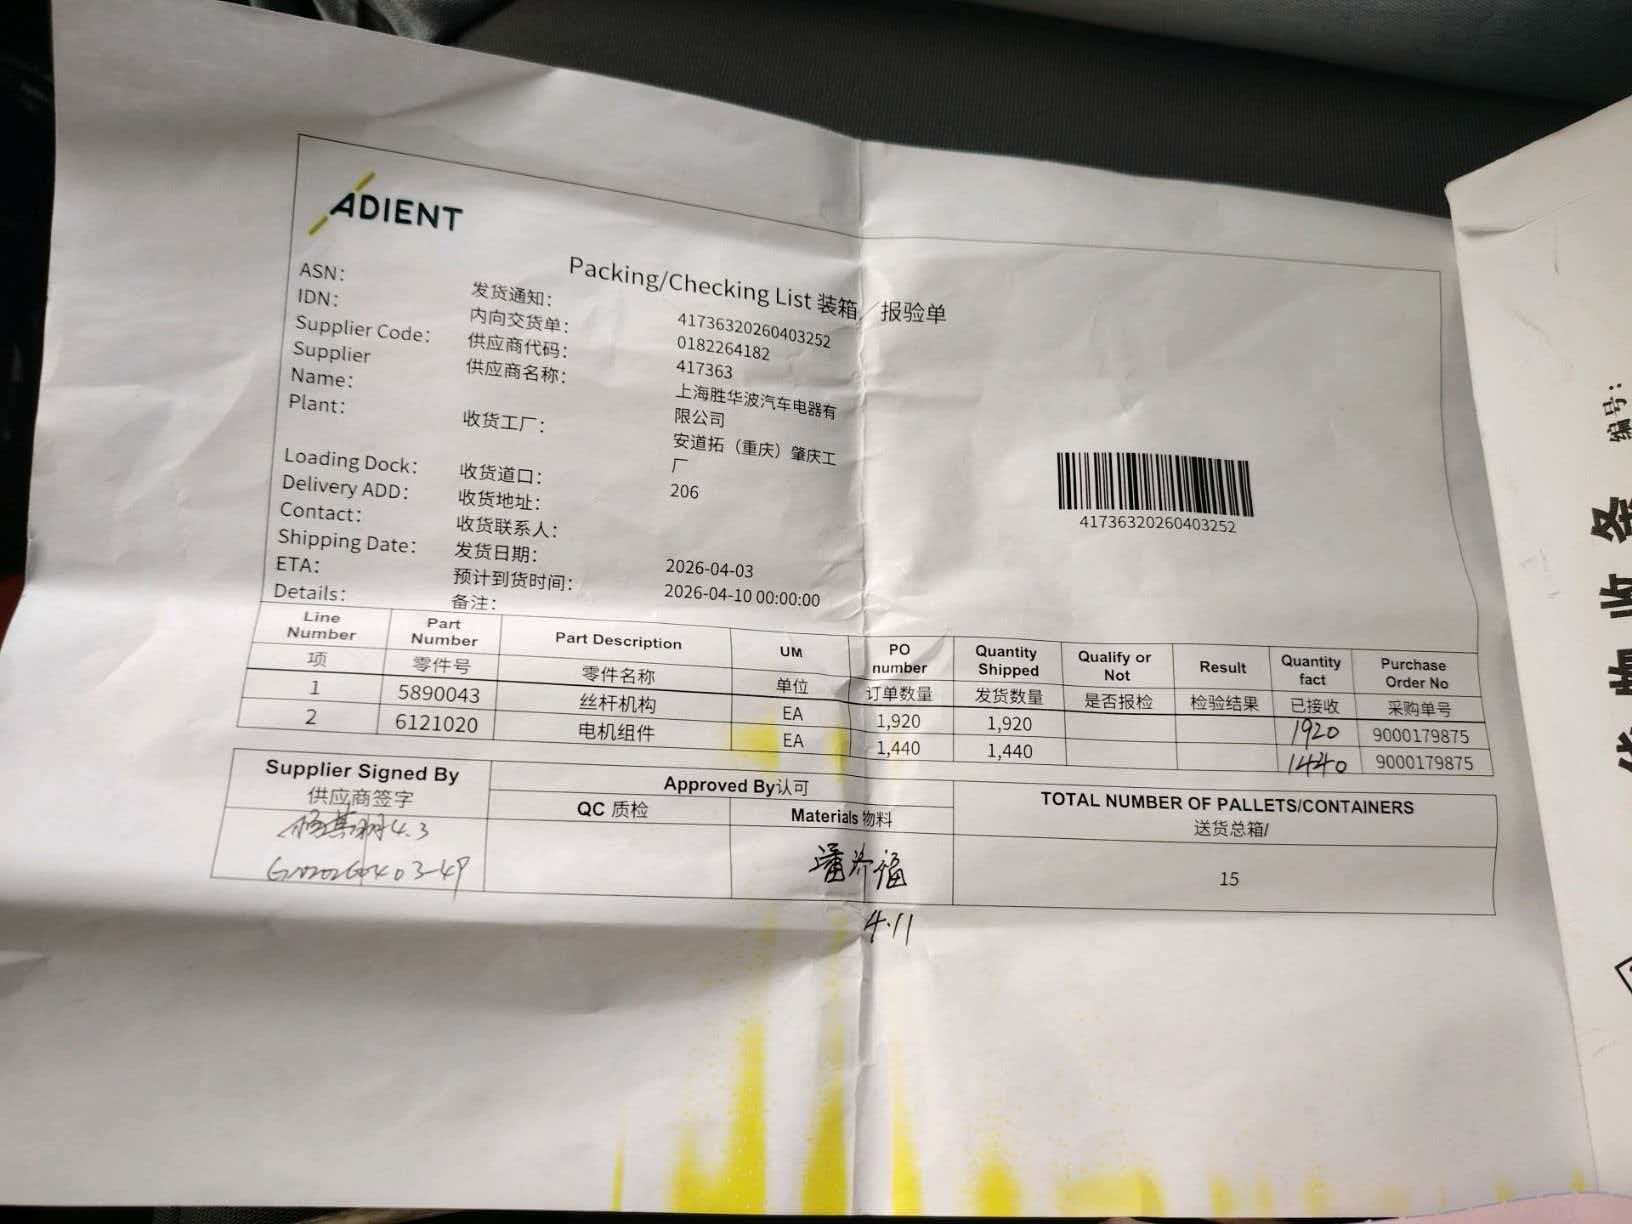 ADIENT
Packing/Checking List 装箱／报验单
ASN: 发货通知: 41736320260403252
IDN: 内向交货单: 0182264182
Supplier Code: 供应商代码: 417363
Supplier Name: 供应商名称: 上海胜华波汽车电器有
限公司
Plant: 收货工厂: 安道拓（重庆）肇庆工
厂
Loading Dock: 收货道口: 206
Delivery ADD: 收货地址:
Contact: 收货联系人:
Shipping Date: 发货日期: 2026-04-03
ETA: 预计到货时间: 2026-04-10 00:00:00
Details: 备注:
41736320260403252
Line Number Part Number Part Description UM PO number Quantity Shipped Qualify or Not Result Quantity fact Purchase Order No
项 零件号 零件名称 单位 订单数量 发货数量 是否报检 检验结果 已接收 采购单号
1 5890043 丝杆机构 EA 1,920 1,920 1920 9000179875
2 6121020 电机组件 EA 1,440 1,440 1440 9000179875
Supplier Signed By Approved By认可 TOTAL NUMBER OF PALLETS/CONTAINERS
供应商签字 QC 质检 Materials 物料 送货总箱/
4.3
潘
福
15
4.11
编号:
收条